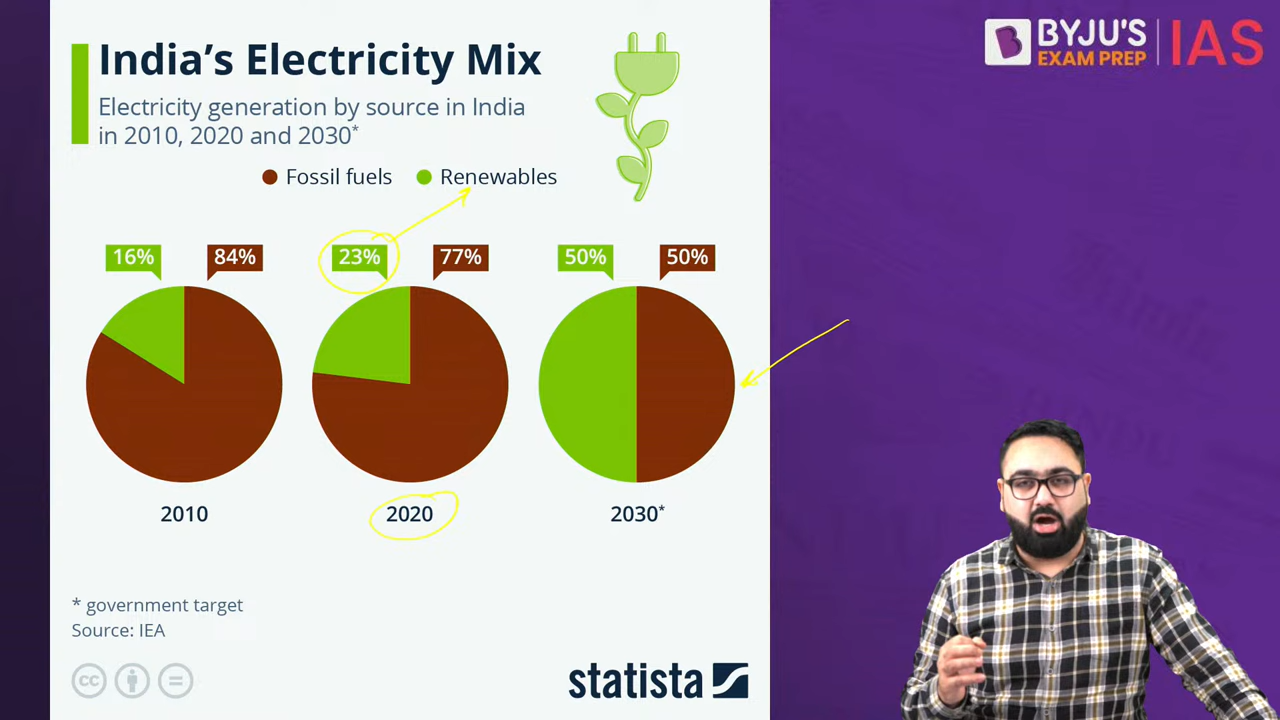 India's Electricity Mix
Electricity generation by source in India
in 2010, 2020 and 2030*
Fossil fuels Renewables
16% 84% 23% 77% 50% 50%
2010 2020 2030*
* government target
Source: IEA
cc
statista
BYJU'S
EXAM PREP
IAS